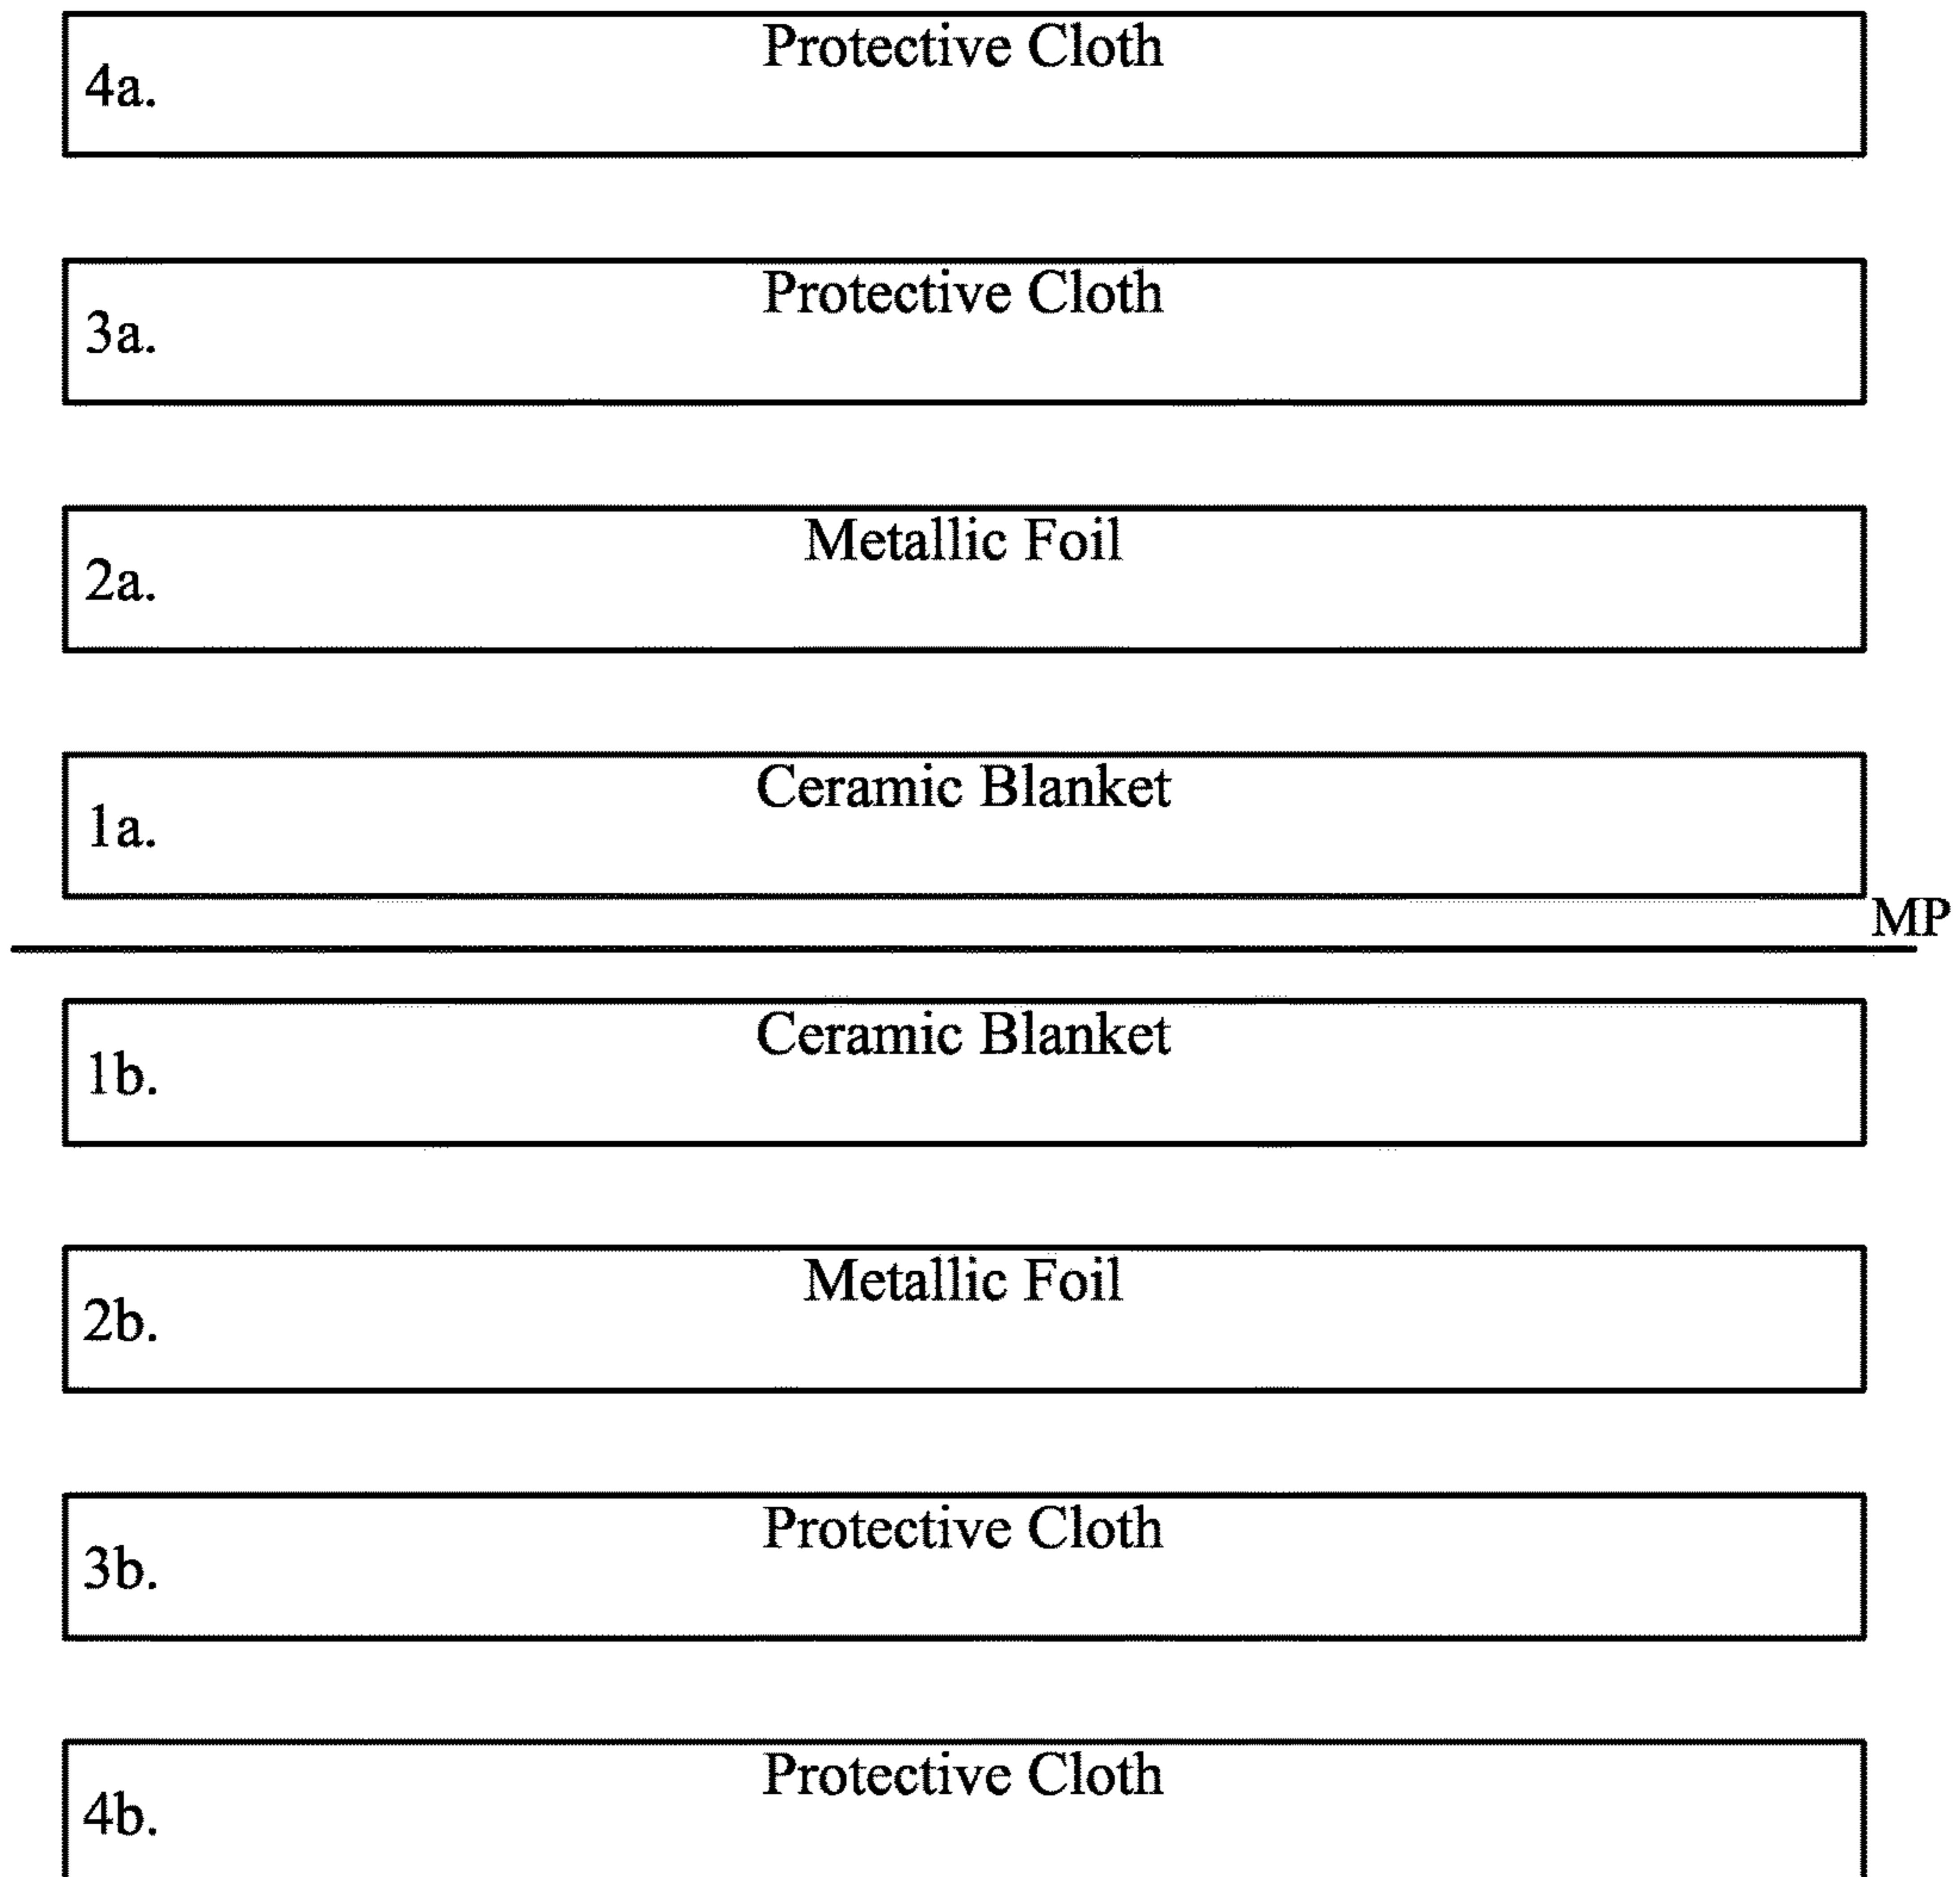 Protective Cloth
4a.
Protective Cloth
3a.
Metallic Foil
2a.
Ceramic Blanket
1a.
MP
Ceramic Blanket
1b.
Metallic Foil
2b.
Protective Cloth
3b.
Protective Cloth
4b.